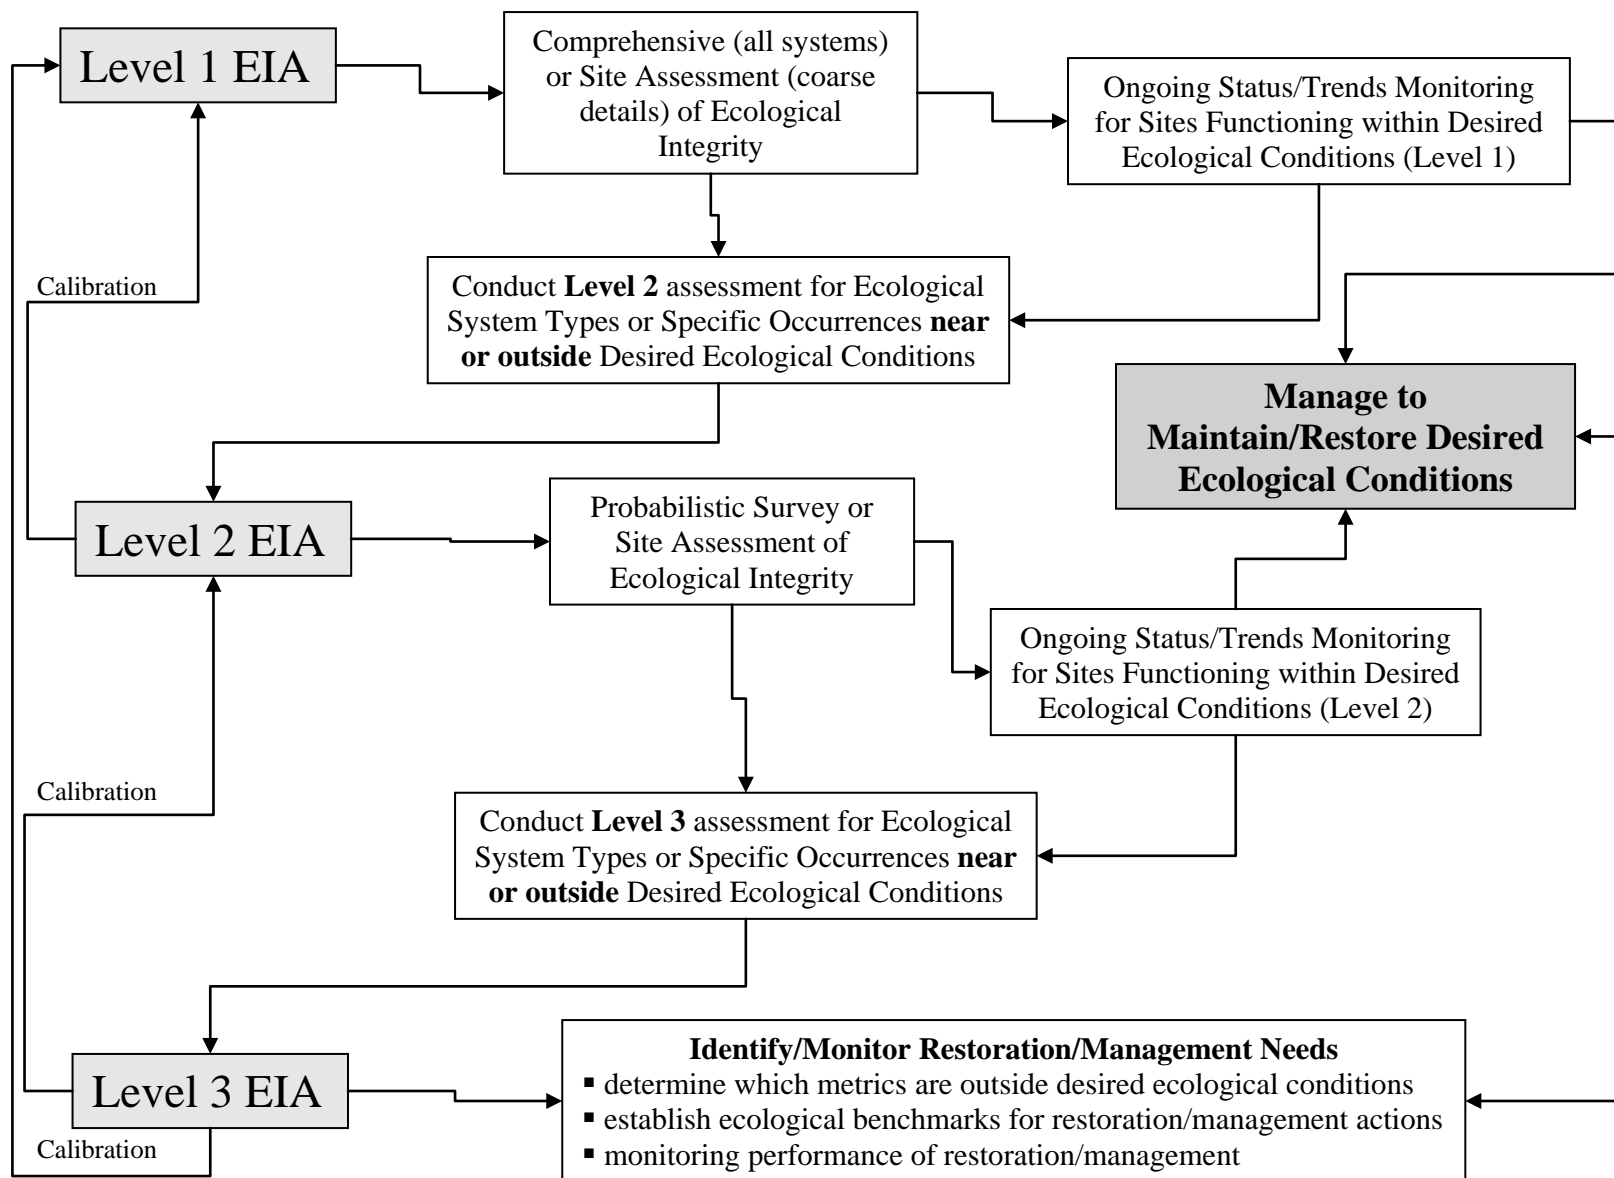 Level 1 EIA
Comprehensive (all systems)
or Site Assessment (coarse
details) of Ecological
Integrity
Ongoing Status/Trends Monitoring
for Sites Functioning within Desired
Ecological Conditions (Level 1)
Calibration
Conduct Level 2 assessment for Ecological
System Types or Specific Occurrences near
or outside Desired Ecological Conditions
Manage to
Maintain/Restore Desired
Ecological Conditions
Level 2 EIA
Probabilistic Survey or
Site Assessment of
Ecological Integrity
Ongoing Status/Trends Monitoring
for Sites Functioning within Desired
Ecological Conditions (Level 2)
Calibration
Conduct Level 3 assessment for Ecological
System Types or Specific Occurrences near
or outside Desired Ecological Conditions
Level 3 EIA
Calibration
Identify/Monitor Restoration/Management Needs
▪ determine which metrics are outside desired ecological conditions
▪ establish ecological benchmarks for restoration/management actions
▪ monitoring performance of restoration/management